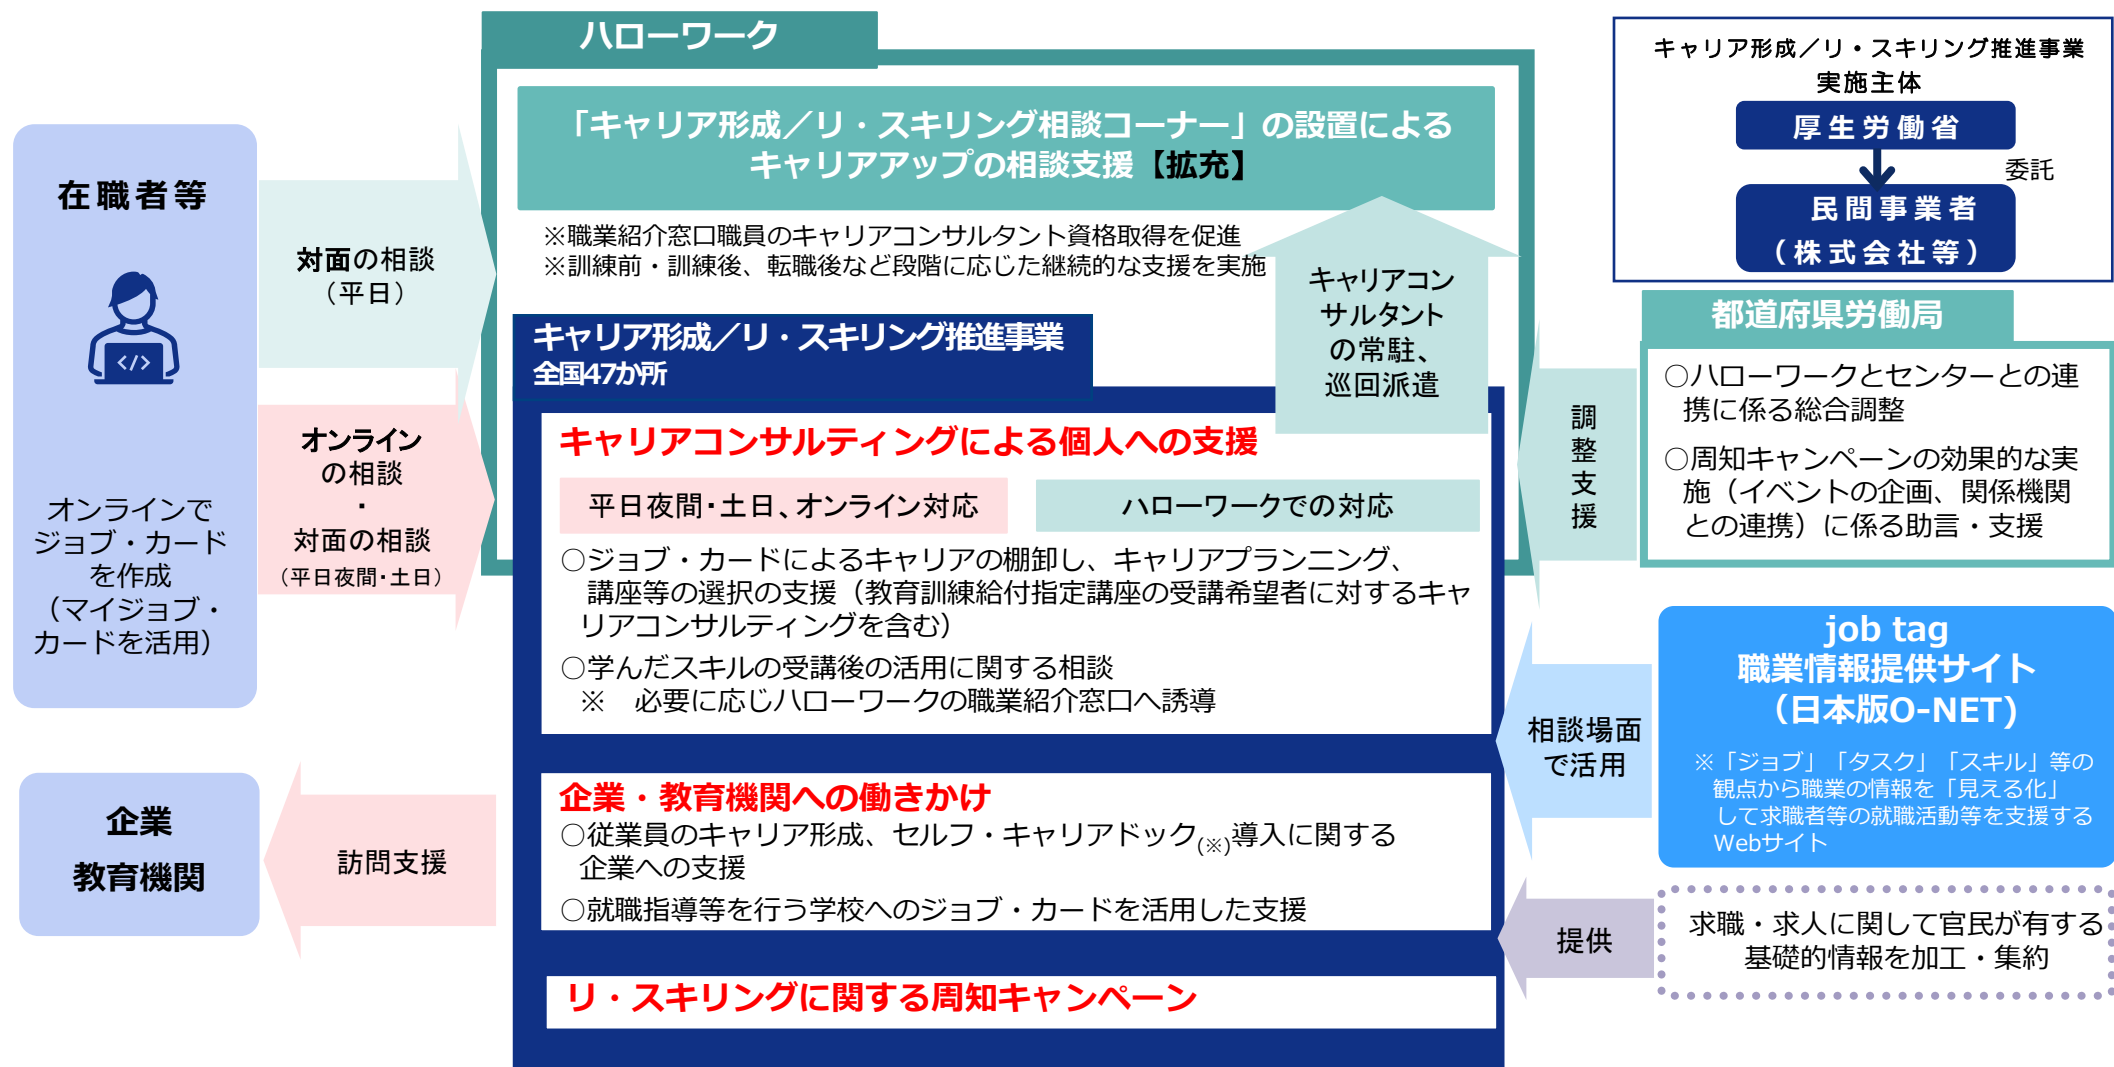 ハローワーク
「キャリア形成／リ・スキリング相談コーナー」の設置による
キャリアアップの相談支援【拡充】
※職業紹介窓口職員のキャリアコンサルタント資格取得を促進
※訓練前・訓練後、転職後など段階に応じた継続的な支援を実施
キャリアコン
サルタント
の常駐、
巡回派遣
在職者等
</>
オンラインで
ジョブ・カード
を作成
（マイジョブ・
カードを活用）
対面の相談
（平日）
オンライン
の相談
・
対面の相談
（平日夜間・土日）
キャリア形成／リ・スキリング推進事業
全国47か所
キャリアコンサルティングによる個人への支援
平日夜間・土日、オンライン対応
ハローワークでの対応
○ジョブ・カードによるキャリアの棚卸し、キャリアプランニング、
講座等の選択の支援（教育訓練給付指定講座の受講希望者に対するキャ
リアコンサルティングを含む）
○学んだスキルの受講後の活用に関する相談
※　必要に応じハローワークの職業紹介窓口へ誘導
企業・教育機関への働きかけ
○従業員のキャリア形成、セルフ・キャリアドック(※)導入に関する
企業への支援
○就職指導等を行う学校へのジョブ・カードを活用した支援
リ・スキリングに関する周知キャンペーン
企業
教育機関
訪問支援
キャリア形成／リ・スキリング推進事業
実施主体
厚生労働省
委託
民間事業者
（株式会社等）
都道府県労働局
○ハローワークとセンターとの連
携に係る総合調整
○周知キャンペーンの効果的な実
施（イベントの企画、関係機関
との連携）に係る助言・支援
調
整
支
援
job tag
職業情報提供サイト
（日本版O-NET)
※「ジョブ」「タスク」「スキル」等の
観点から職業の情報を「見える化」
して求職者等の就職活動等を支援する
Webサイト
相談場面
で活用
提供
求職・求人に関して官民が有する
基礎的情報を加工・集約